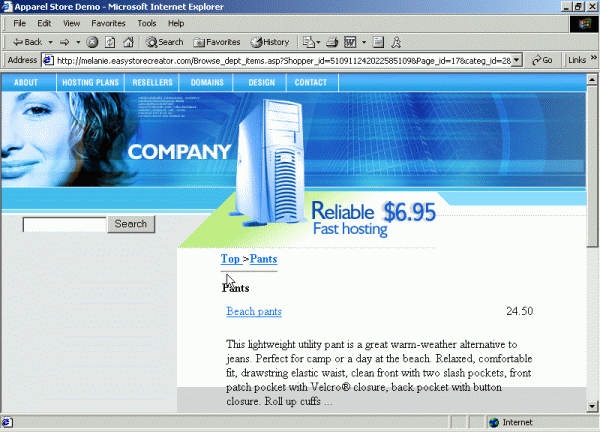 Apparel Store Demo - Microsoft Internet Explorer
File Edit View Favorites Tools Help
Back Search Favorites History
Address http://melanie.easystorecreator.com/Browse_dept_items.asp?Shopper_id=510911242022585109&Page_id=17&categ_id=28 Go Links »
ABOUT HOSTING PLANS RESELLERS DOMAINS DESIGN CONTACT
COMPANY
Reliable $6.95
Fast hosting
Search
Top >Pants
Pants
Beach pants 24.50
This lightweight utility pant is a great warm-weather alternative to
jeans. Perfect for camp or a day at the beach. Relaxed, comfortable
fit, drawstring elastic waist, clean front with two slash pockets, front
patch pocket with Velcro® closure, back pocket with button
closure. Roll up cuffs ...
Internet